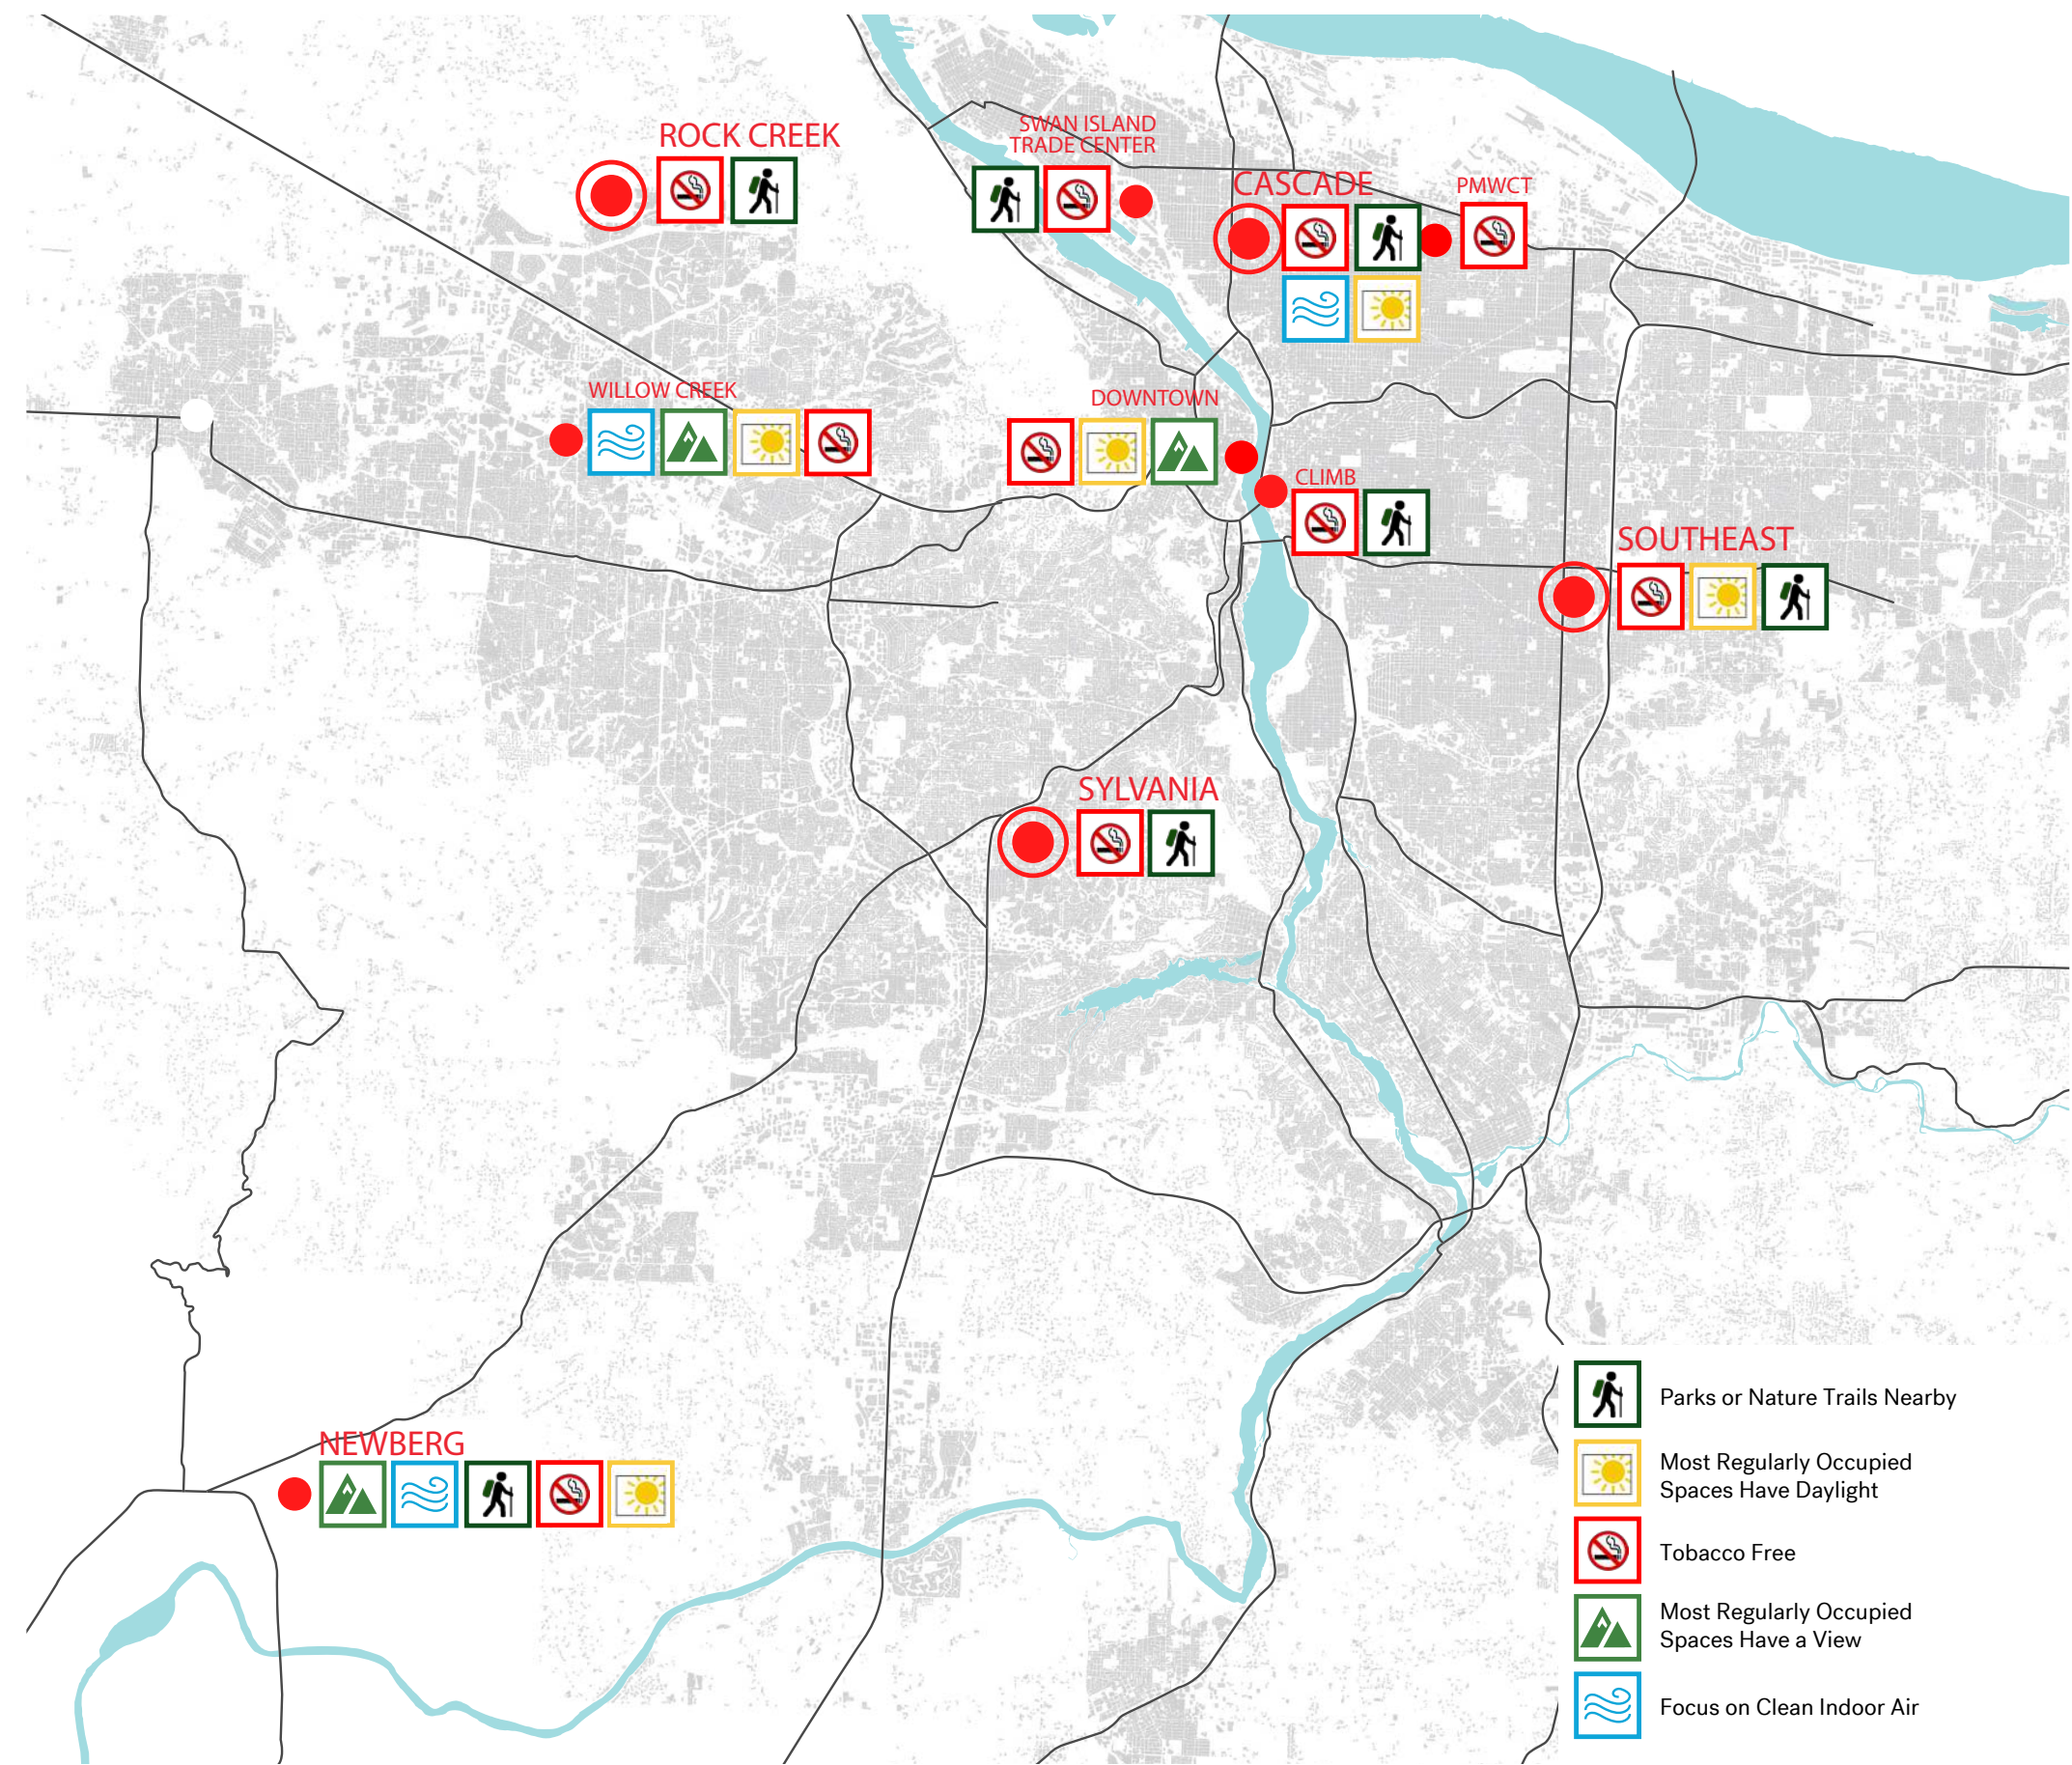 ROCK CREEK
SWAN ISLAND
TRADE CENTER
CASCADE
PMWCT
WILLOW CREEK
DOWNTOWN
CLIMB
SOUTHEAST
SYLVANIA
NEWBERG
Parks or Nature Trails Nearby
Most Regularly Occupied
Spaces Have Daylight
Tobacco Free
Most Regularly Occupied
Spaces Have a View
Focus on Clean Indoor Air